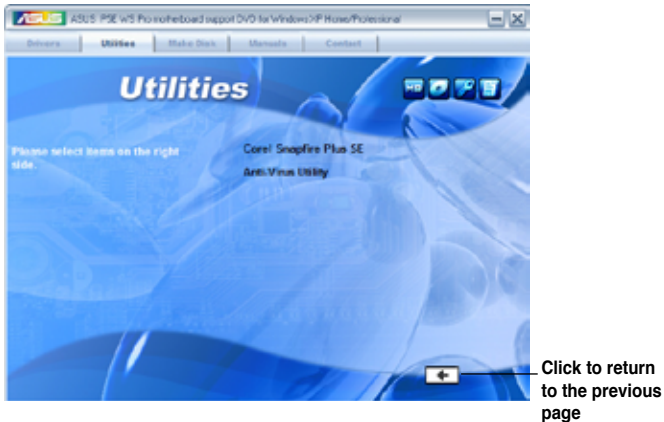 ASUS ASUS P5E WS Pro motherboard support DVD for Windows XP Home/Professional
Drivers Utilities Make Disk Manuals Contact
Utilities
Please select items on the right side.
Corel Snapfire Plus SE
Anti-Virus Utility
Click to return
to the previous
page